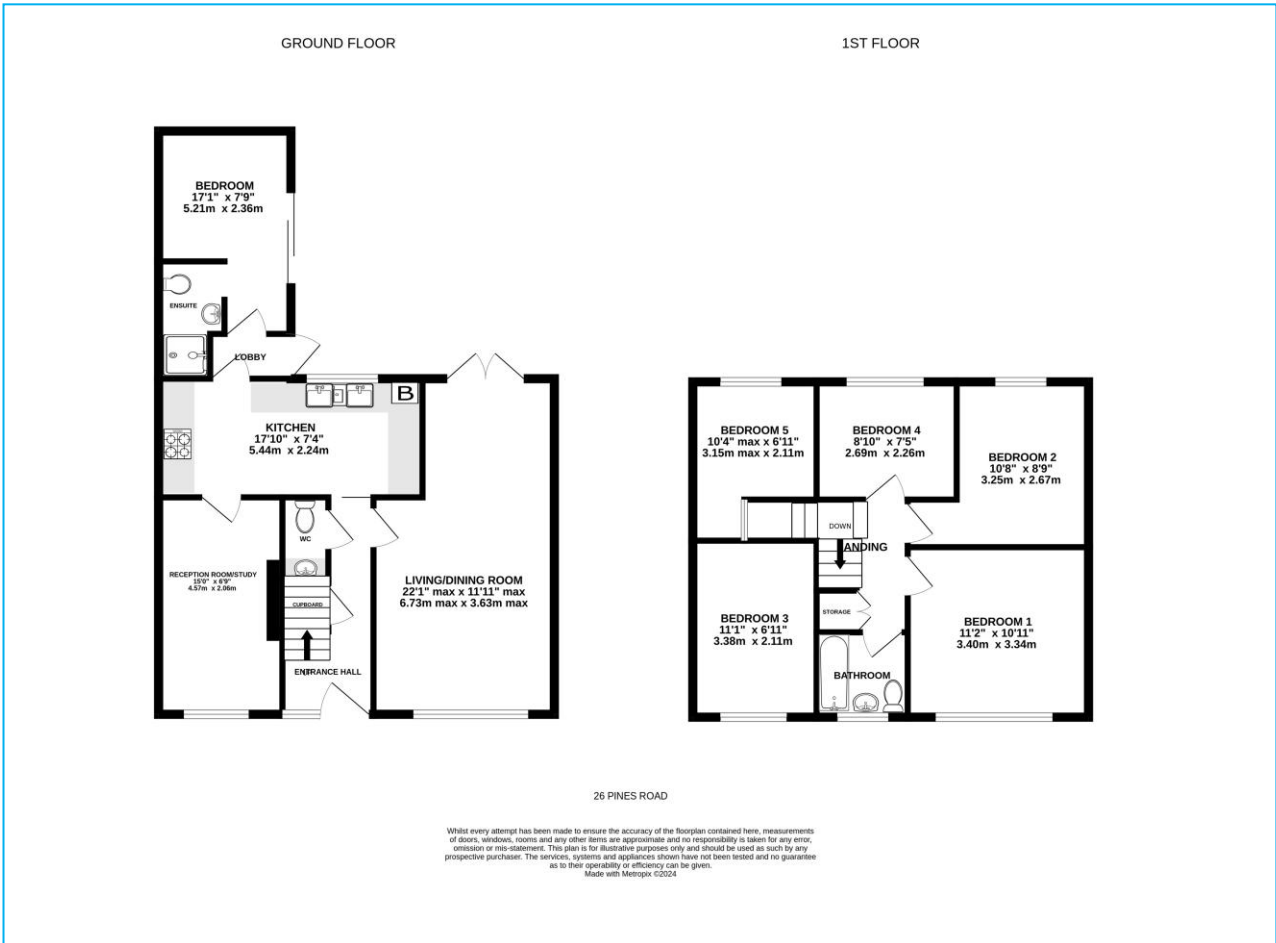 GROUND FLOOR
BEDROOM
17'1" x 7'9"
5.21m x 2.36m
ENSUITE
LOBBY
B
KITCHEN
17'10" x 7'4"
5.44m x 2.24m
WC
RECEPTION ROOM/STUDY
15'0" x 6'9"
4.57m x 2.06m
CUPBOARD
LIVING/DINING ROOM
22'1" max x 11'11" max
6.73m max x 3.63m max
ENTRANCE HALL
1ST FLOOR
BEDROOM 5
10'4" max x 6'11"
3.15m max x 2.11m
BEDROOM 4
8'10" x 7'5"
2.69m x 2.26m
BEDROOM 2
10'8" x 8'9"
3.25m x 2.67m
DOWN
LANDING
STORAGE
BEDROOM 3
11'1" x 6'11"
3.38m x 2.11m
BEDROOM 1
11'2" x 10'11"
3.40m x 3.34m
BATHROOM
26 PINES ROAD
Whilst every attempt has been made to ensure the accuracy of the floorplan contained here, measurements
of doors, windows, rooms and any other items are approximate and no responsibility is taken for any error,
omission or mis-statement. This plan is for illustrative purposes only and should be used as such by any
prospective purchaser. The services, systems and appliances shown have not been tested and no guarantee
as to their operability or efficiency can be given.
Made with Metropix ©2024